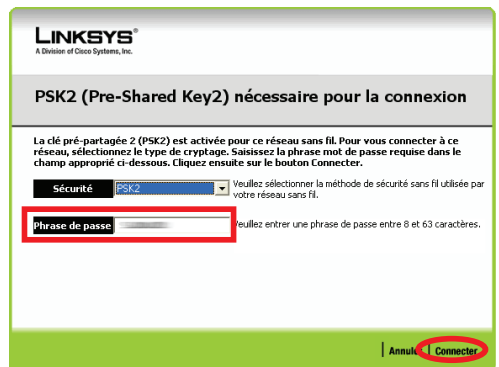 LINKSYS®
A Division of Cisco Systems, Inc.
PSK2 (Pre-Shared Key2) nécessaire pour la connexion
La clé pré-partagée 2 (PSK2) est activée pour ce réseau sans fil. Pour vous connecter à ce
réseau, sélectionnez le type de cryptage. Saisissez la phrase mot de passe requise dans le
champ approprié ci-dessous. Cliquez ensuite sur le bouton Connecter.
Sécurité PSK2 Veuillez sélectionner la méthode de sécurité sans fil utilisée par
votre réseau sans fil.
Phrase de passe Veuillez entrer une phrase de passe entre 8 et 63 caractères.
Annuler Connecter